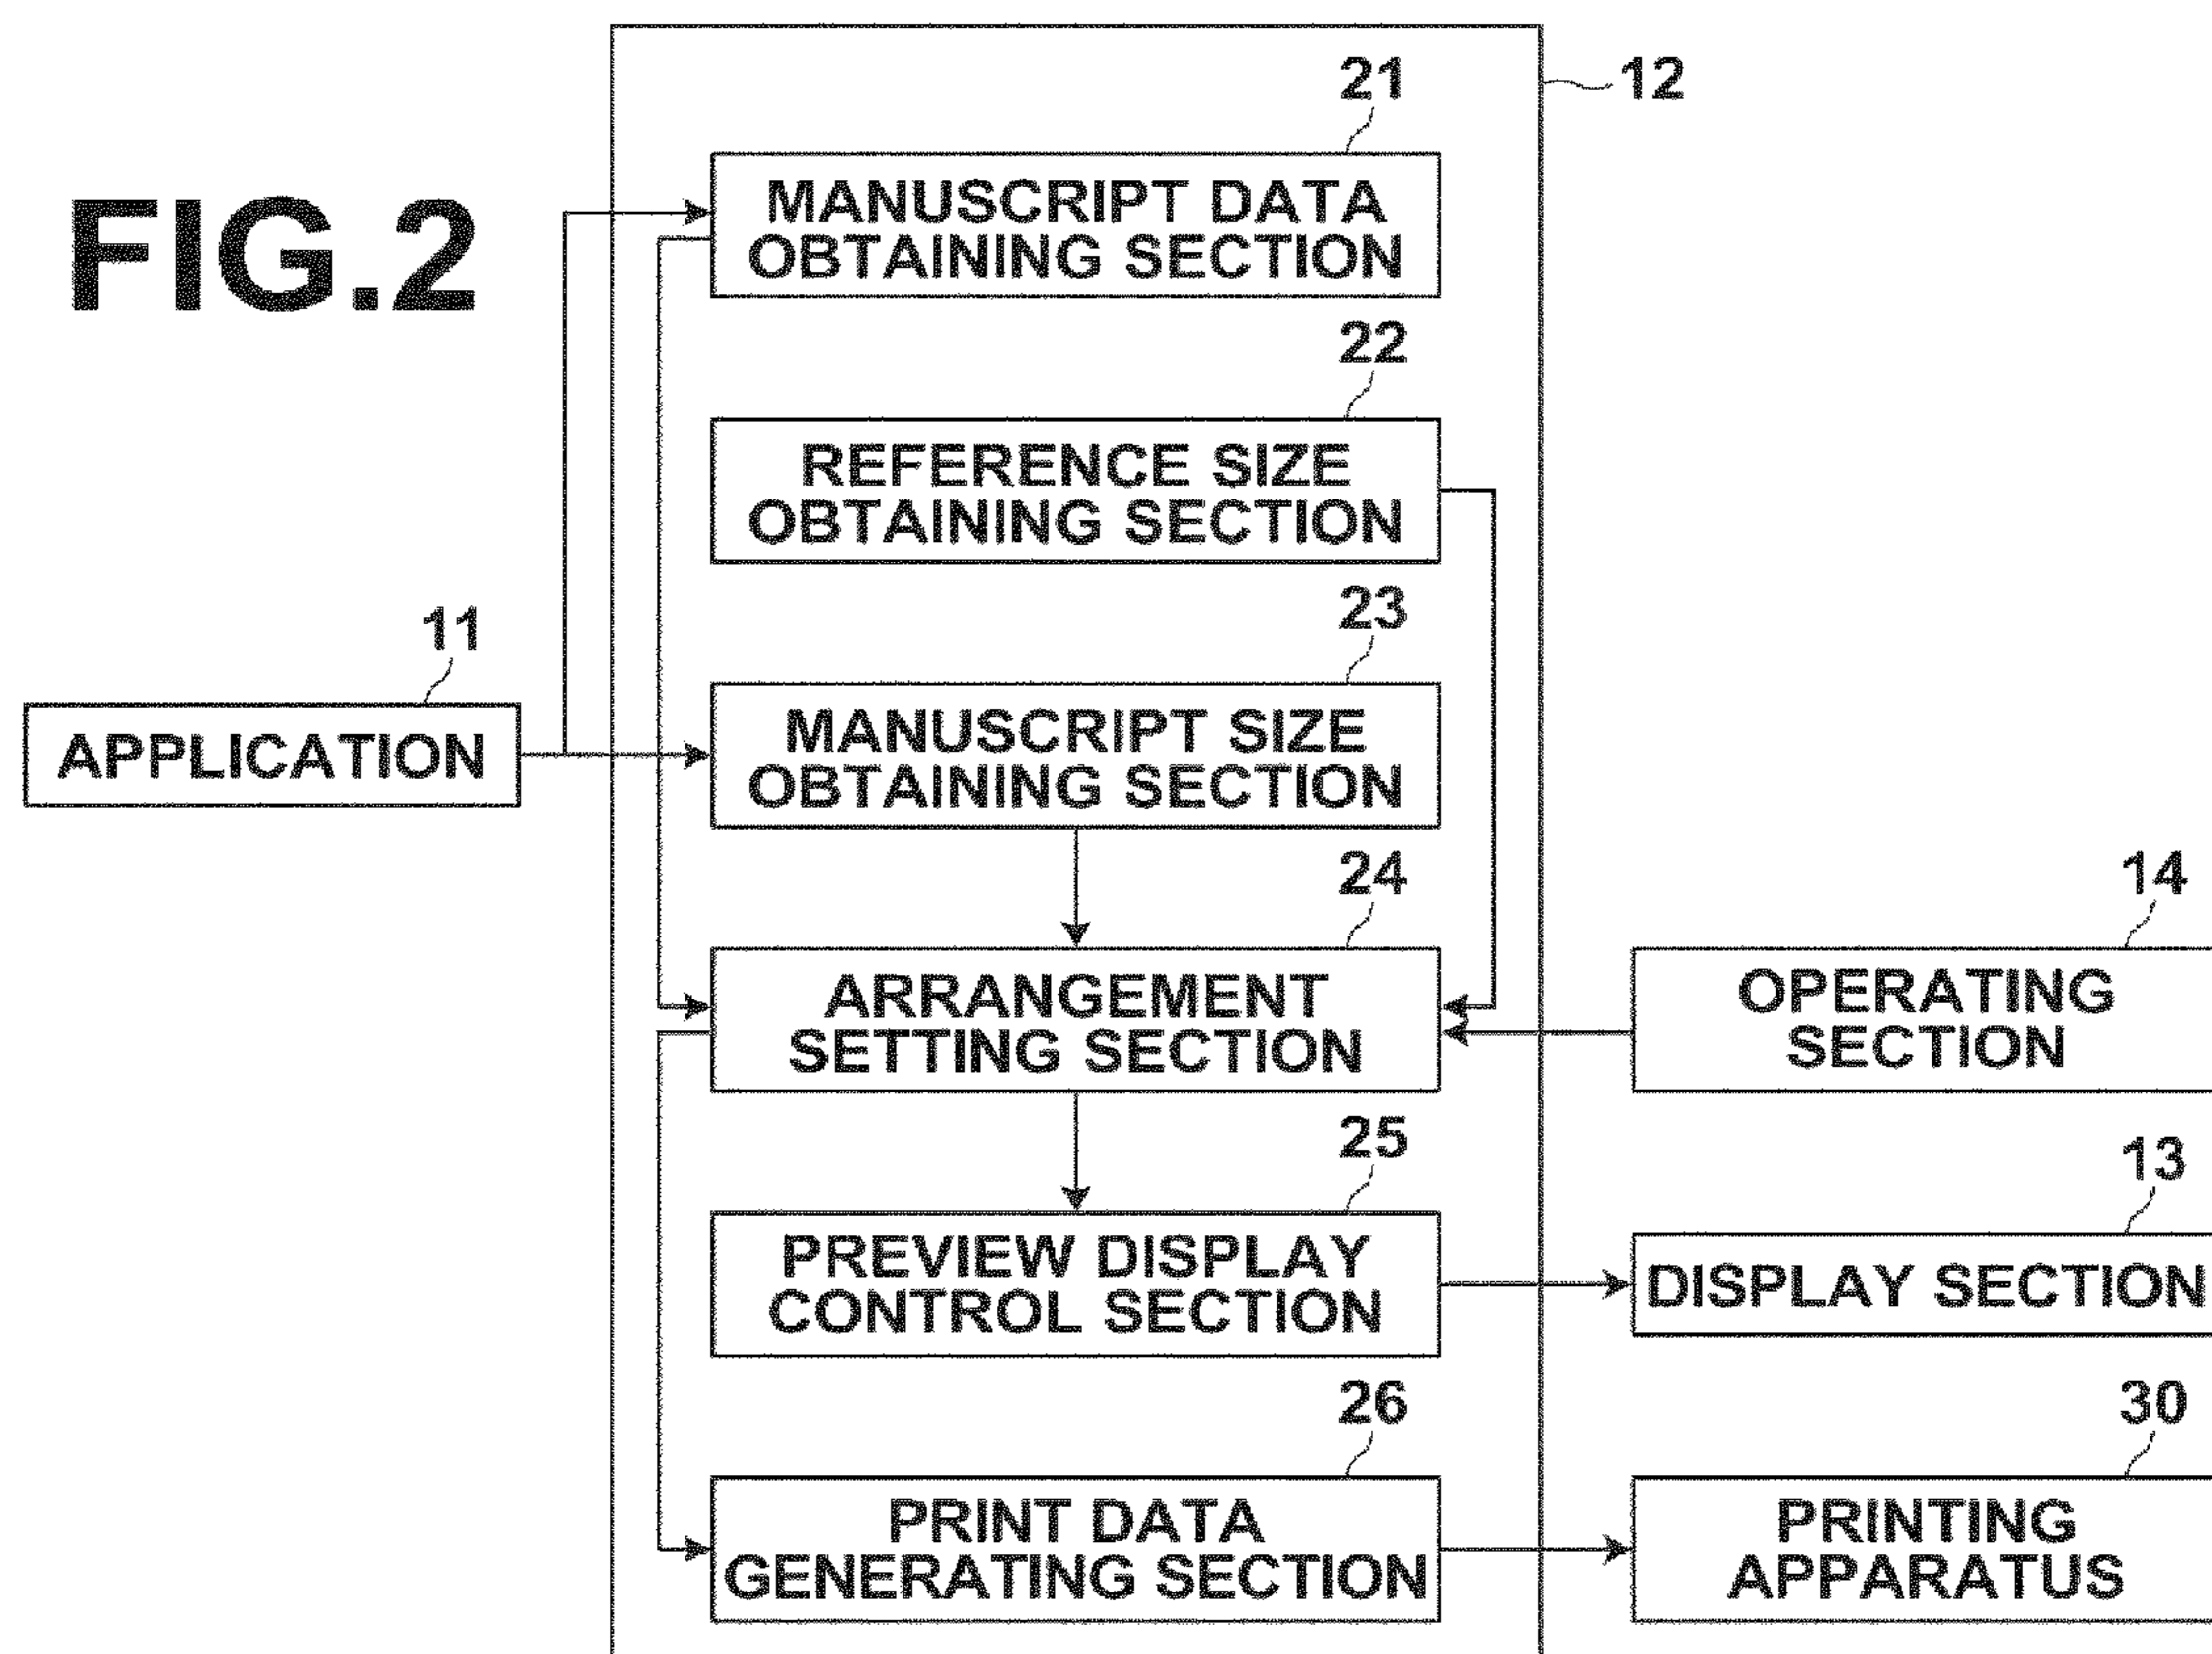 FIG.2
12
21
MANUSCRIPT DATA
OBTAINING SECTION
22
REFERENCE SIZE
OBTAINING SECTION
23
MANUSCRIPT SIZE
OBTAINING SECTION
11
APPLICATION
24
ARRANGEMENT
SETTING SECTION
14
OPERATING
SECTION
25
PREVIEW DISPLAY
CONTROL SECTION
13
DISPLAY SECTION
26
PRINT DATA
GENERATING SECTION
30
PRINTING
APPARATUS